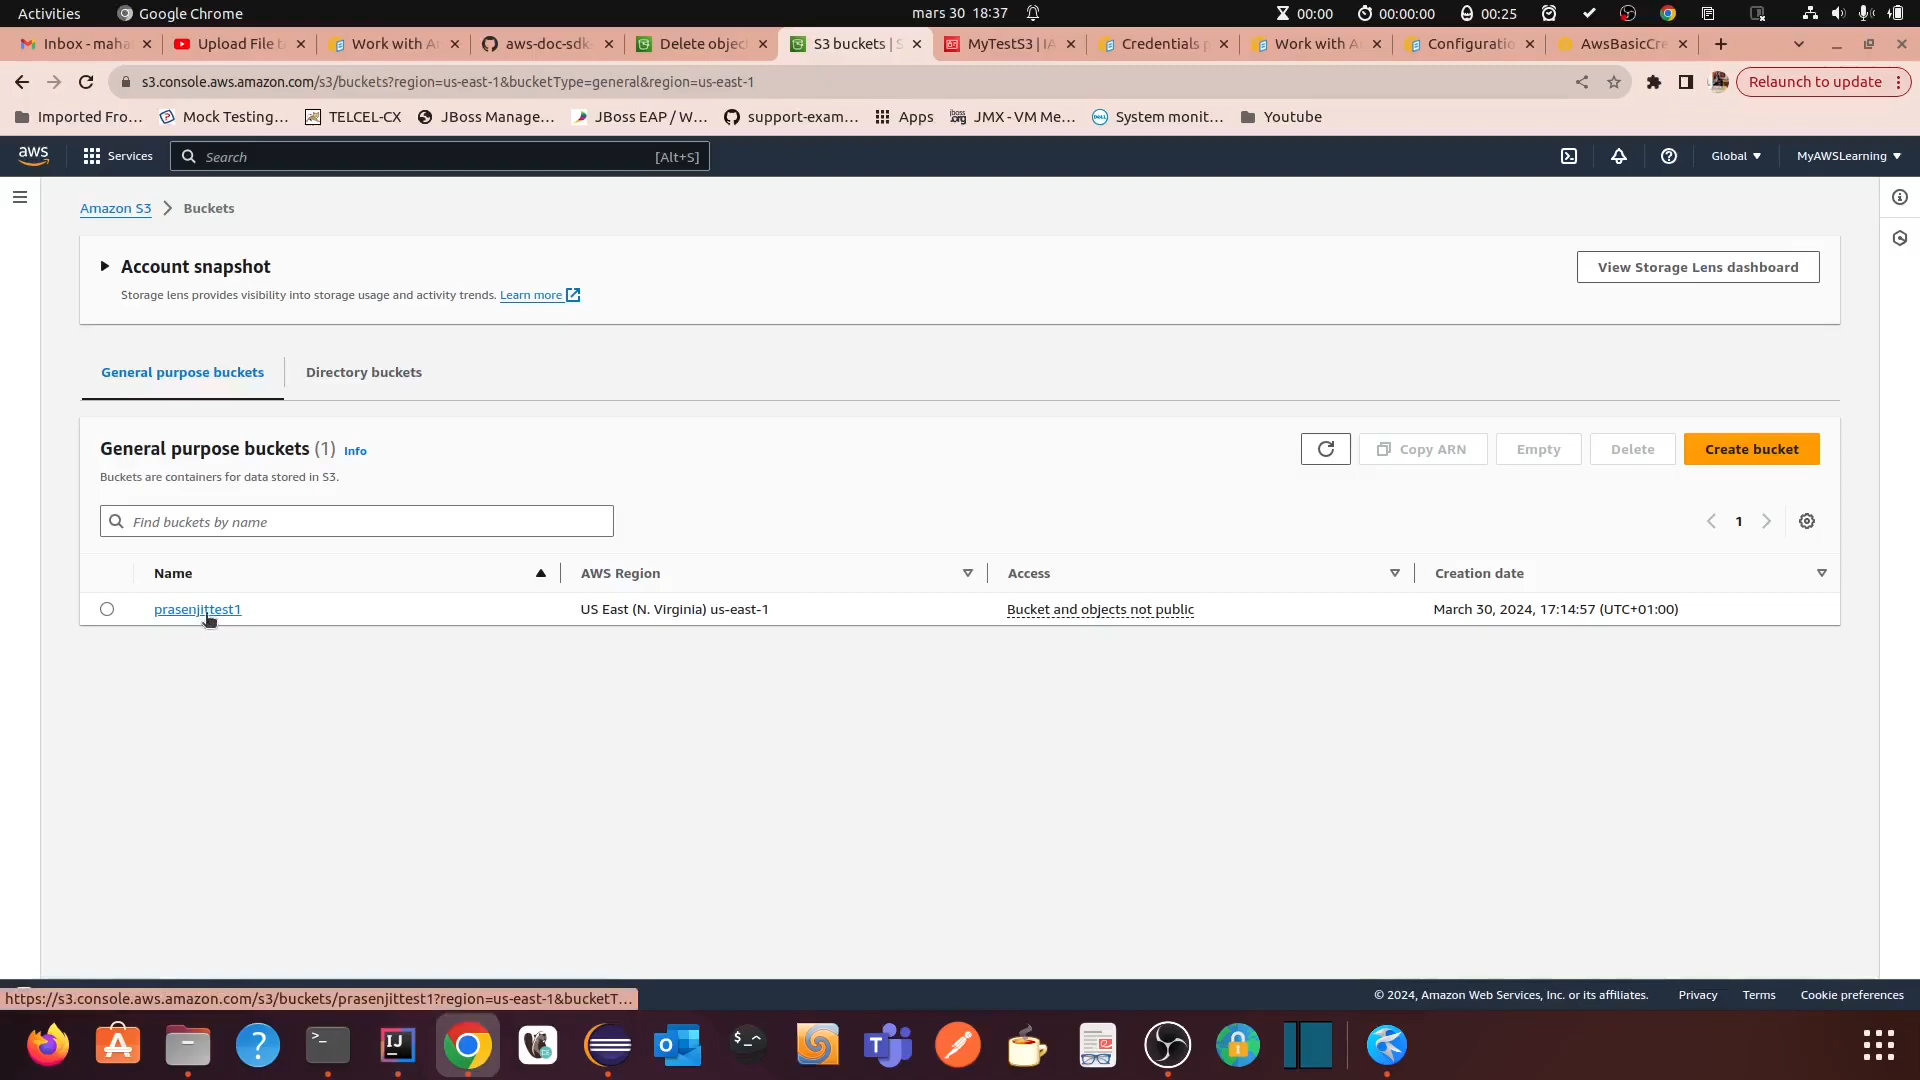 Activities
Google Chrome
mars 30 18:37
00:00
00:00:00
00:25
Inbox - maha
Upload File t
Work with A
aws-doc-sdk-
Delete objec
S3 buckets | S
MyTestS3 | IA
Credentials p
Work with A
Configuratio
AwsBasicCre
s3.console.aws.amazon.com/s3/buckets?region=us-east-1&bucketType=general&region=us-east-1
Relaunch to update
Imported Fro...
Mock Testing...
TELCEL-CX
JBoss Manage...
JBoss EAP / W...
support-exam...
Apps
JMX - VM Me...
System monit...
Youtube
aws
Services
Search
[Alt+S]
Global
MyAWSLearning
Amazon S3
Buckets
Account snapshot
View Storage Lens dashboard
Storage lens provides visibility into storage usage and activity trends. Learn more
General purpose buckets
Directory buckets
General purpose buckets (1) Info
Copy ARN
Empty
Delete
Create bucket
Buckets are containers for data stored in S3.
Find buckets by name
1
Name
AWS Region
Access
Creation date
prasenjittest1
US East (N. Virginia) us-east-1
Bucket and objects not public
March 30, 2024, 17:14:57 (UTC+01:00)
https://s3.console.aws.amazon.com/s3/buckets/prasenjittest1?region=us-east-1&bucketT...
© 2024, Amazon Web Services, Inc. or its affiliates.
Privacy
Terms
Cookie preferences